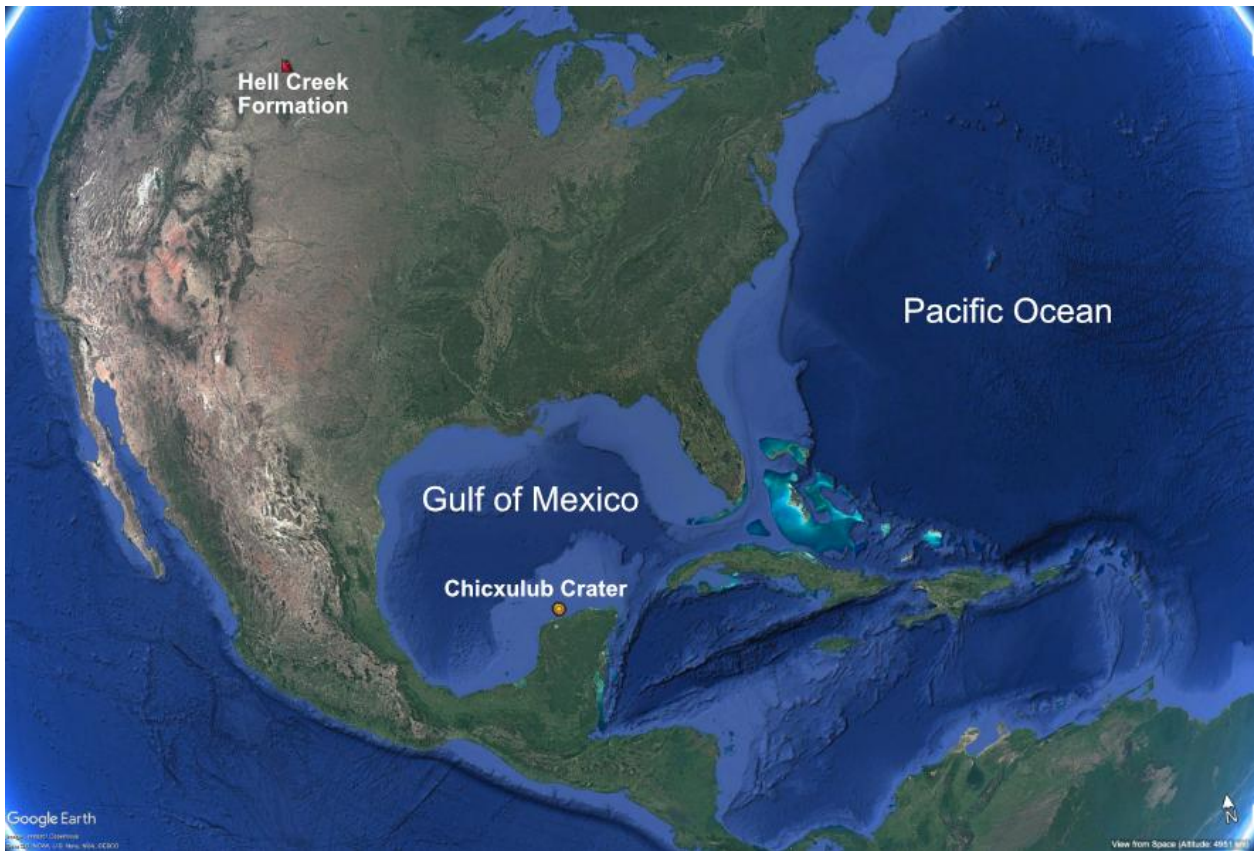 Hell Creek
Formation
Pacific Ocean
Gulf of Mexico
Chicxulub Crater
N
Google Earth
View from Space (Altitude: 4951 km)